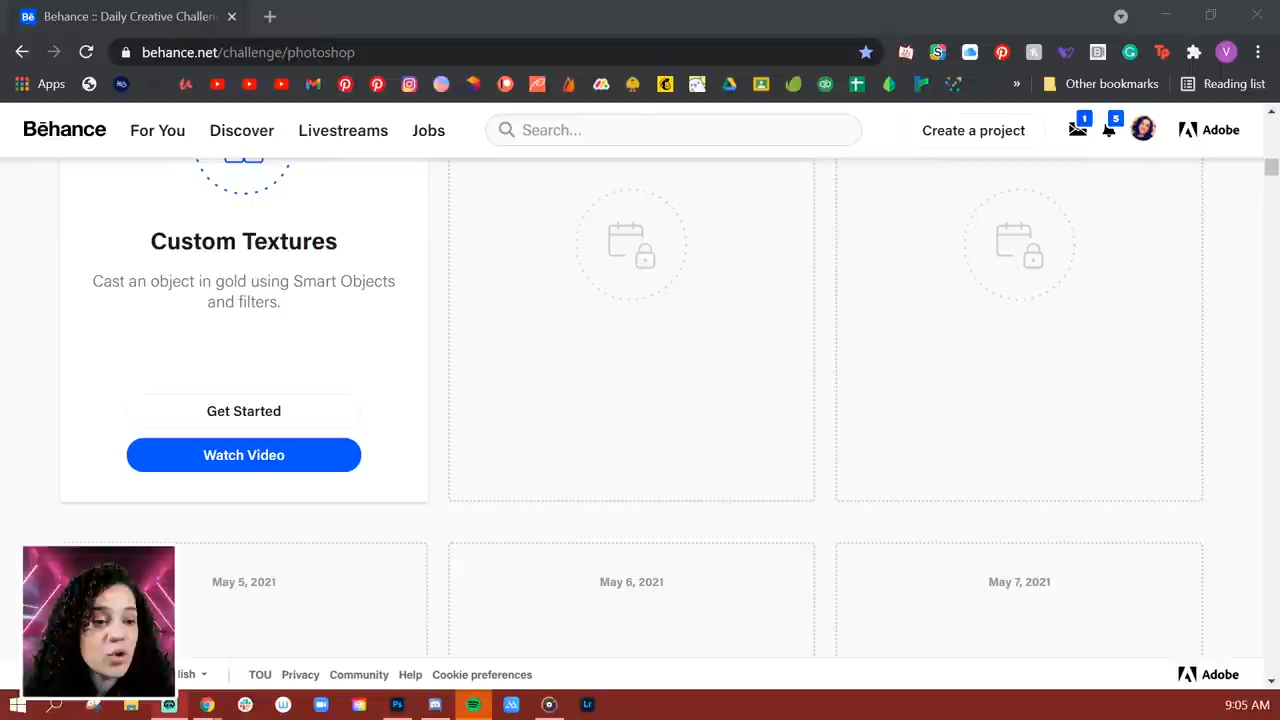 Behance :: Daily Creative Challen
behance.net/challenge/photoshop
Apps
Other bookmarks
Reading list
Bēhance
For You
Discover
Livestreams
Jobs
Search...
Create a project
1
5
Adobe
Custom Textures
Cast an object in gold using Smart Objects
and filters.
Get Started
Watch Video
May 5, 2021
May 6, 2021
May 7, 2021
lish
TOU
Privacy
Community
Help
Cookie preferences
Adobe
9:05 AM